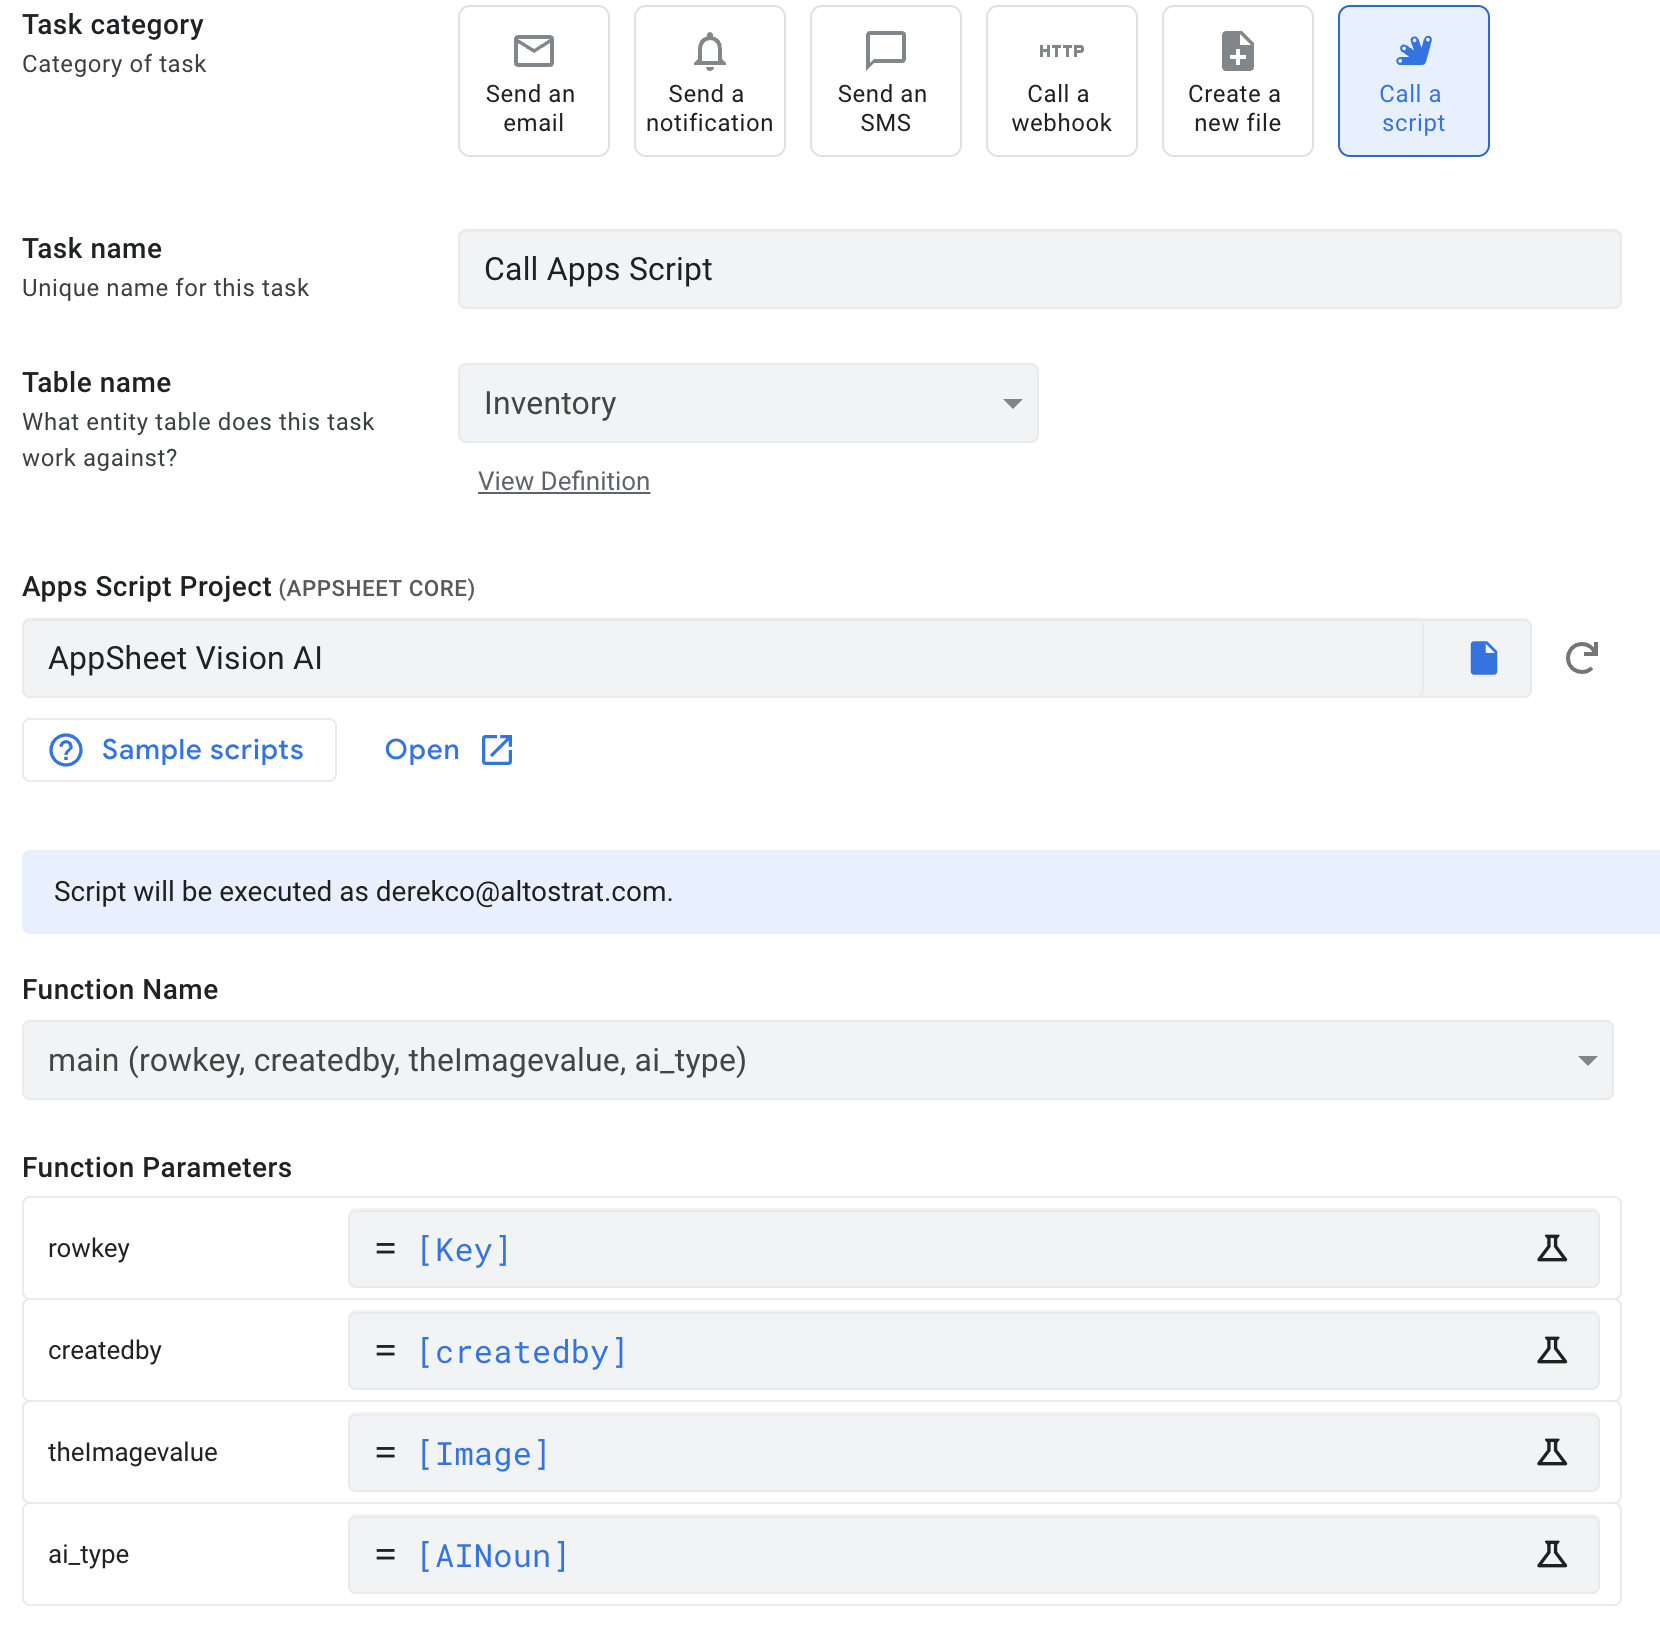 Task category
Category of task
Send an
email
Send a
notification
Send an
SMS
HTTP
Call a
webhook
Create a
new file
Call a
script
Task name
Unique name for this task
Call Apps Script
Table name
What entity table does this task
work against?
Inventory
View Definition
Apps Script Project (APPSHEET CORE)
AppSheet Vision AI
Sample scripts
Open
Script will be executed as derekco@altostrat.com.
Function Name
main (rowkey, createdby, theImagevalue, ai_type)
Function Parameters
rowkey
= [Key]
createdby
= [createdby]
theImagevalue
= [Image]
ai_type
= [AINoun]